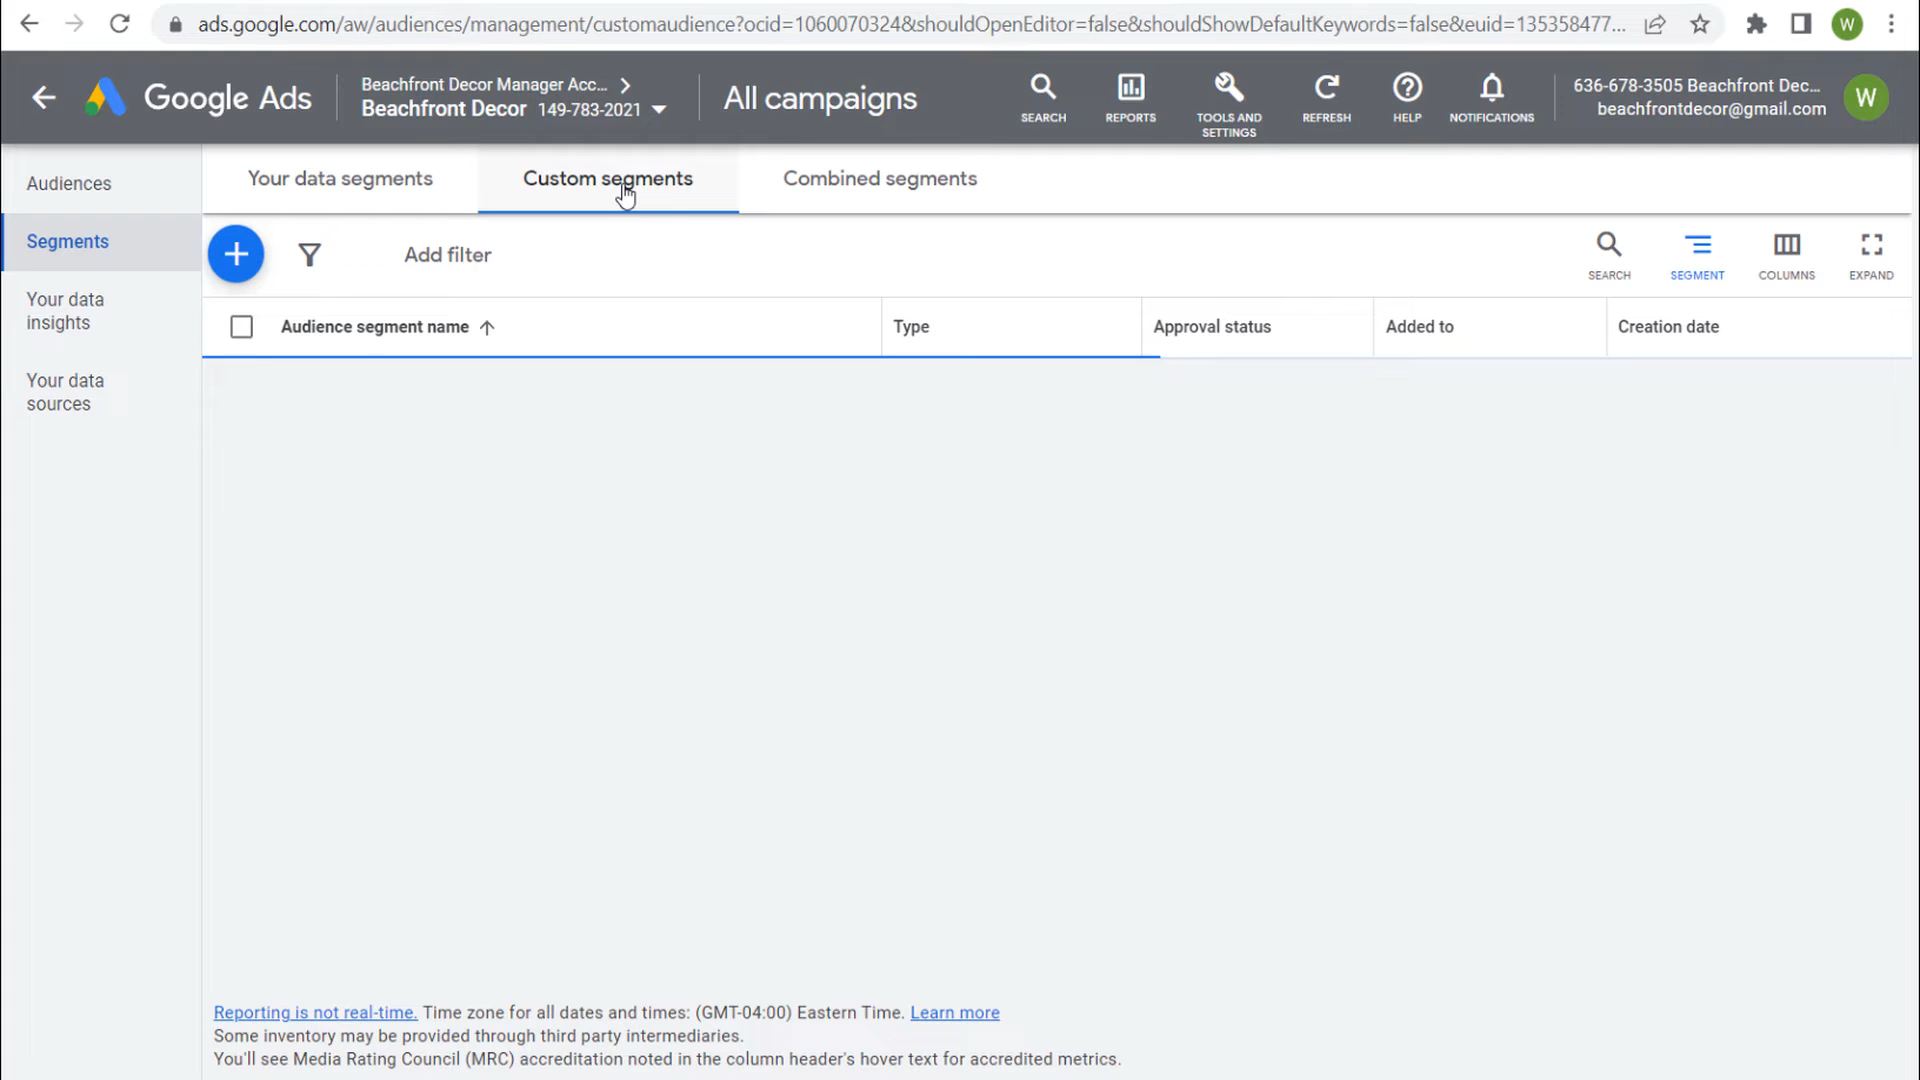 ads.google.com/aw/audiences/management/customaudience?ocid=1060070324&shouldOpenEditor=false&shouldShowDefaultKeywords=false&euid=135358477...
W
Google Ads
Beachfront Decor Manager Acc...
Beachfront Decor 149-783-2021
All campaigns
SEARCH
REPORTS
TOOLS AND SETTINGS
REFRESH
HELP
NOTIFICATIONS
636-678-3505 Beachfront Dec...
beachfrontdecor@gmail.com
W
Audiences
Segments
Your data
insights
Your data
sources
Your data segments
Custom segments
Combined segments
Add filter
SEARCH
SEGMENT
COLUMNS
EXPAND
Audience segment name
Type
Approval status
Added to
Creation date
Reporting is not real-time. Time zone for all dates and times: (GMT-04:00) Eastern Time. Learn more
Some inventory may be provided through third party intermediaries.
You'll see Media Rating Council (MRC) accreditation noted in the column header's hover text for accredited metrics.